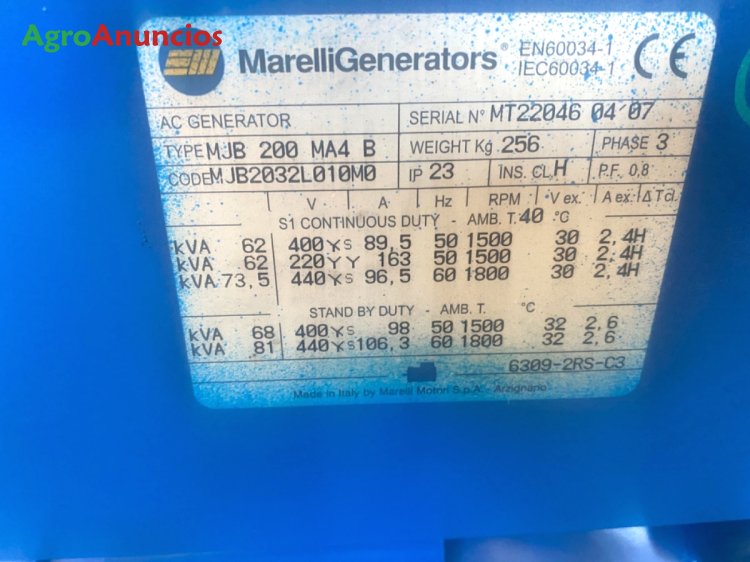 AgroAnuncios
MarelliGenerators® EN60034-1
IEC60034-1 CE
AC GENERATOR SERIAL N° MT22046 04'07
TYPE MJB 200 MA4 B WEIGHT Kg 256 PHASE 3
CODE MJB2032L010M0 IP 23 INS. CL. H P.F. 0,8
V A Hz RPM V ex. A ex. ΔT cl.
S1 CONTINUOUS DUTY - AMB. T. 40 °C
kVA 62 400 Y S 89,5 50 1500 30 2,4H
kVA 62 220 Y Y 163 50 1500 30 2,4H
kVA 73,5 440 Y S 96,5 60 1800 30 2,4H
STAND BY DUTY - AMB. T. °C
kVA 68 400 Y S 98 50 1500 32 2,6
kVA 81 440 Y S 106,3 60 1800 32 2,6
6309-2RS-C3
Made in Italy by Marelli Motori S.p.A. - Arzignano